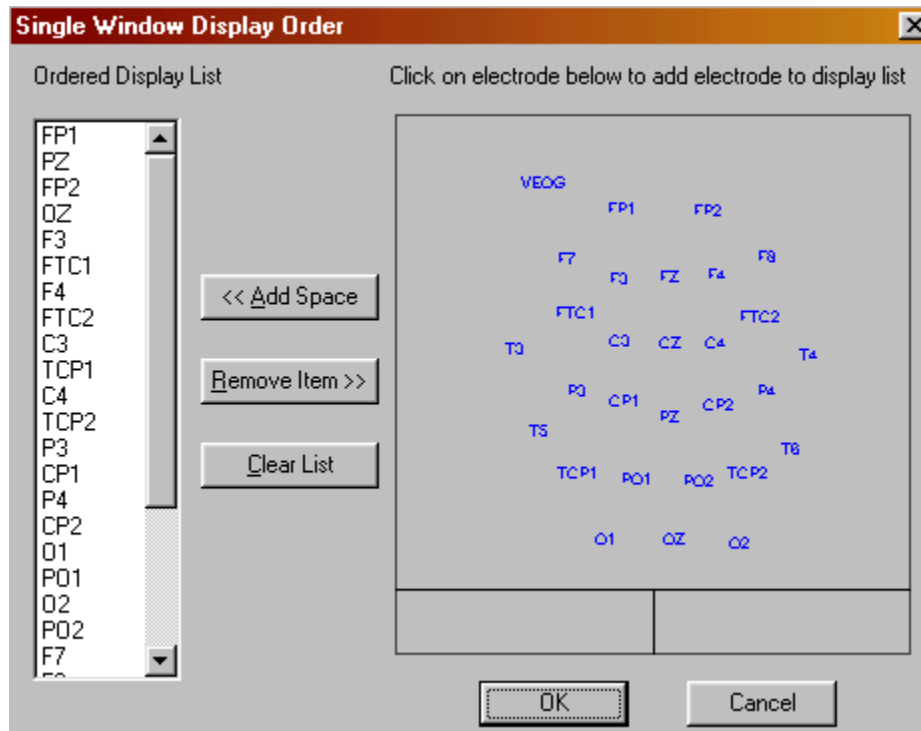 Single Window Display Order
Ordered Display List
Click on electrode below to add electrode to display list
FP1
PZ
FP2
OZ
F3
FTC1
F4
FTC2
C3
TCP1
C4
TCP2
P3
CP1
P4
CP2
O1
PO1
O2
PO2
F7
<< Add Space
Remove Item >>
Clear List
VEOG
FP1 FP2
F7 F3 FZ F4 F8
FTC1 FTC2
T3 C3 CZ C4 T4
P3 CP1 PZ CP2 P4
T5 T6
TCP1 PO1 PO2 TCP2
O1 OZ O2
OK
Cancel